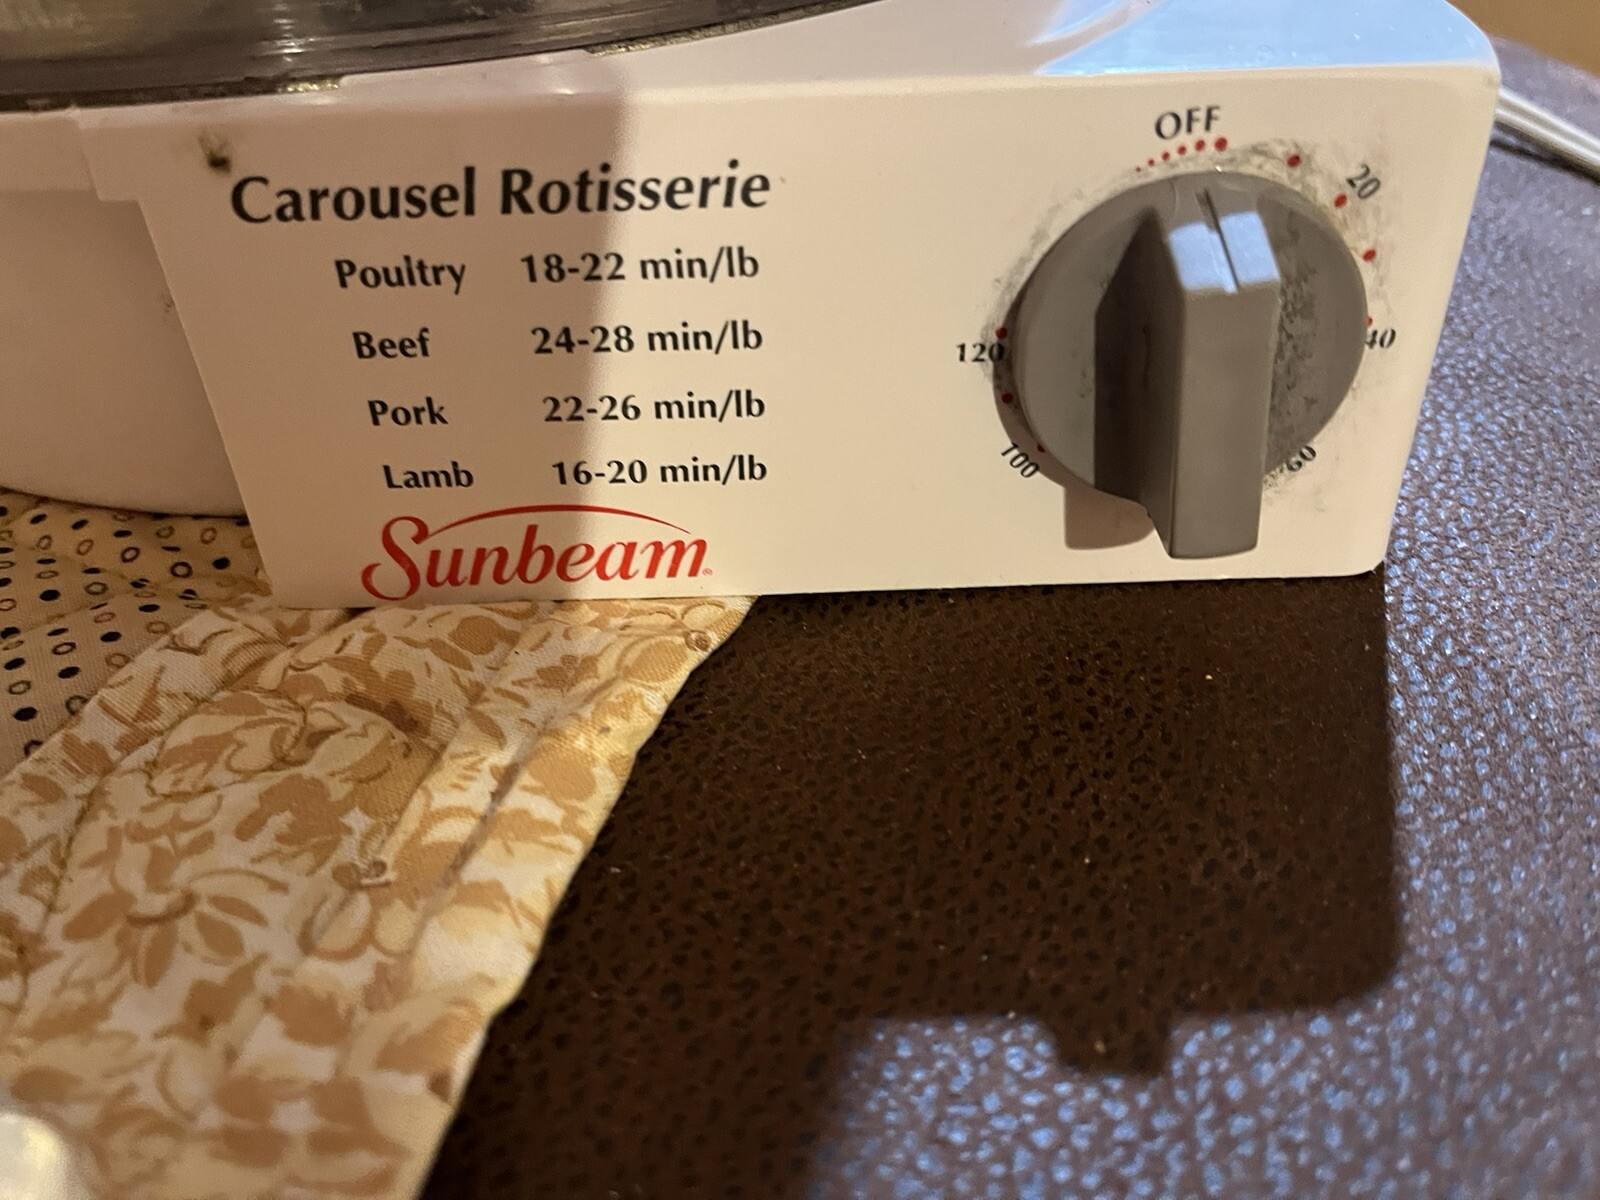 Carousel Rotisserie
Poultry 18-22 min/lb
Beef 24-28 min/lb
Pork 22-26 min/lb
Lamb 16-20 min/lb
Sunbeam®
OFF
20
40
60
100
120